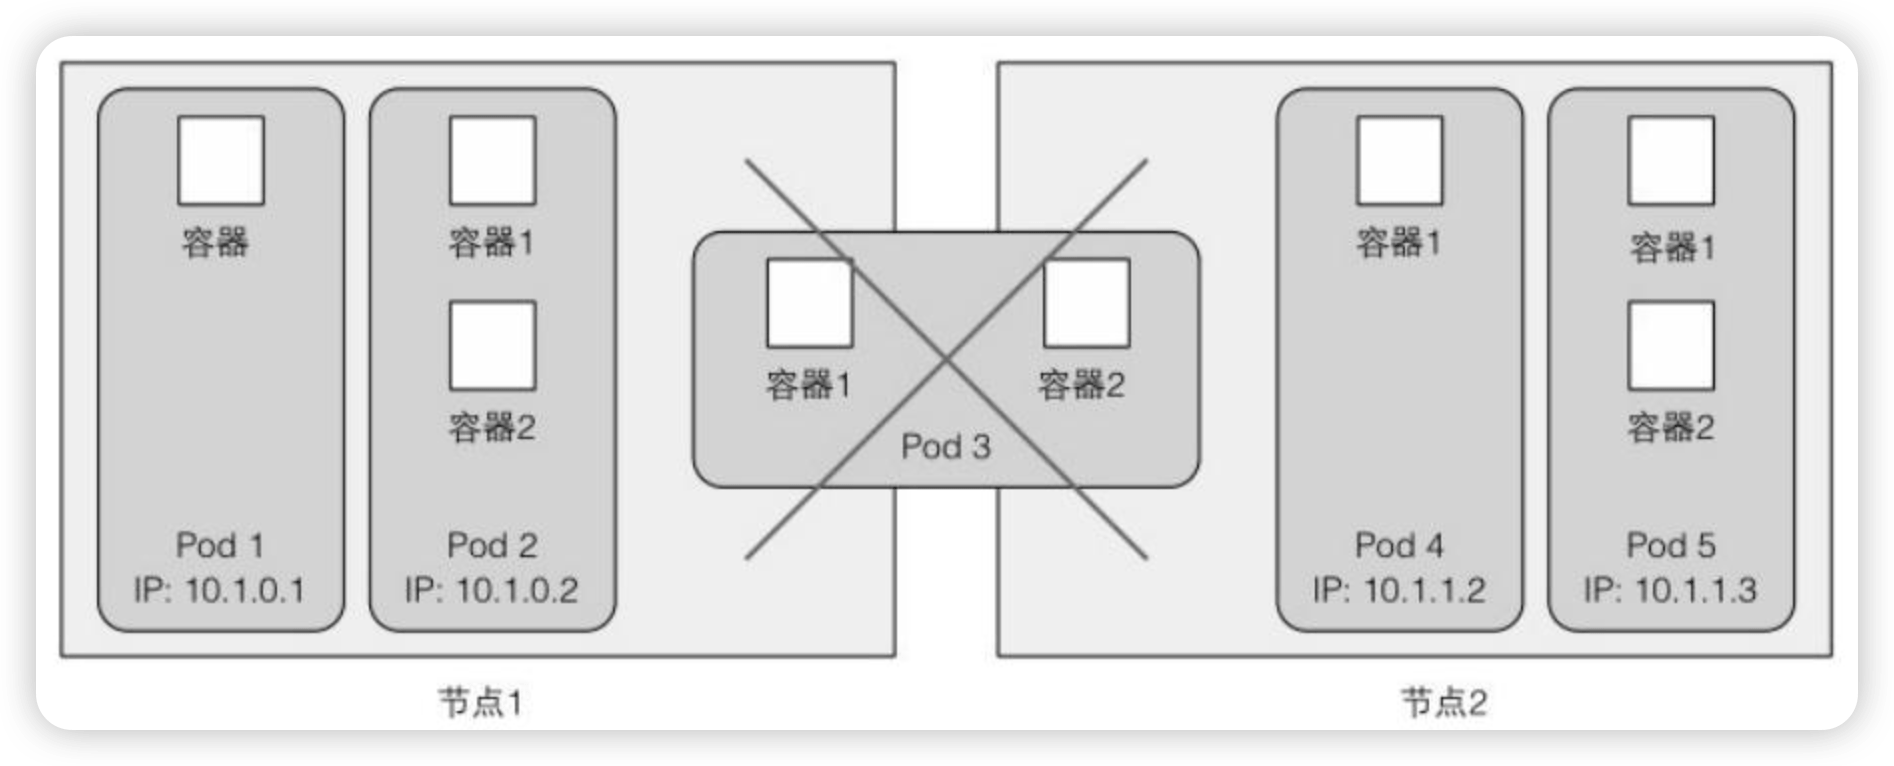 容器
Pod 1
IP: 10.1.0.1
容器1
容器2
Pod 2
IP: 10.1.0.2
节点1
容器1
容器2
Pod 3
容器1
Pod 4
IP: 10.1.1.2
容器1
容器2
Pod 5
IP: 10.1.1.3
节点2